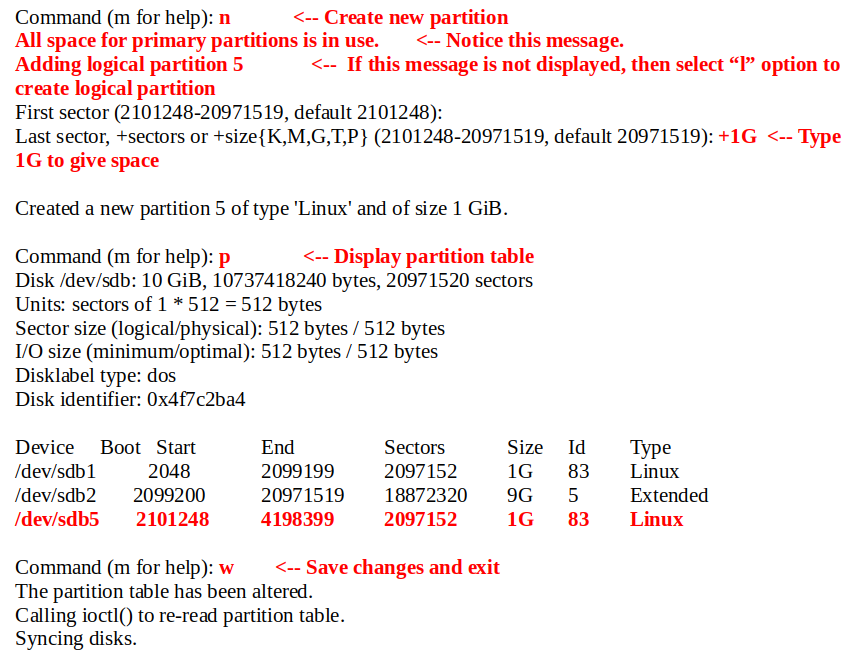 Command (m for help): n <-- Create new partition
All space for primary partitions is in use. <-- Notice this message.
Adding logical partition 5 <-- If this message is not displayed, then select “l” option to
create logical partition
First sector (2101248-20971519, default 2101248):
Last sector, +sectors or +size{K,M,G,T,P} (2101248-20971519, default 20971519): +1G <-- Type
1G to give space
Created a new partition 5 of type 'Linux' and of size 1 GiB.
Command (m for help): p <-- Display partition table
Disk /dev/sdb: 10 GiB, 10737418240 bytes, 20971520 sectors
Units: sectors of 1 * 512 = 512 bytes
Sector size (logical/physical): 512 bytes / 512 bytes
I/O size (minimum/optimal): 512 bytes / 512 bytes
Disklabel type: dos
Disk identifier: 0x4f7c2ba4
Device Boot Start End Sectors Size Id Type
/dev/sdb1 2048 2099199 2097152 1G 83 Linux
/dev/sdb2 2099200 20971519 18872320 9G 5 Extended
/dev/sdb5 2101248 4198399 2097152 1G 83 Linux
Command (m for help): w <-- Save changes and exit
The partition table has been altered.
Calling ioctl() to re-read partition table.
Syncing disks.